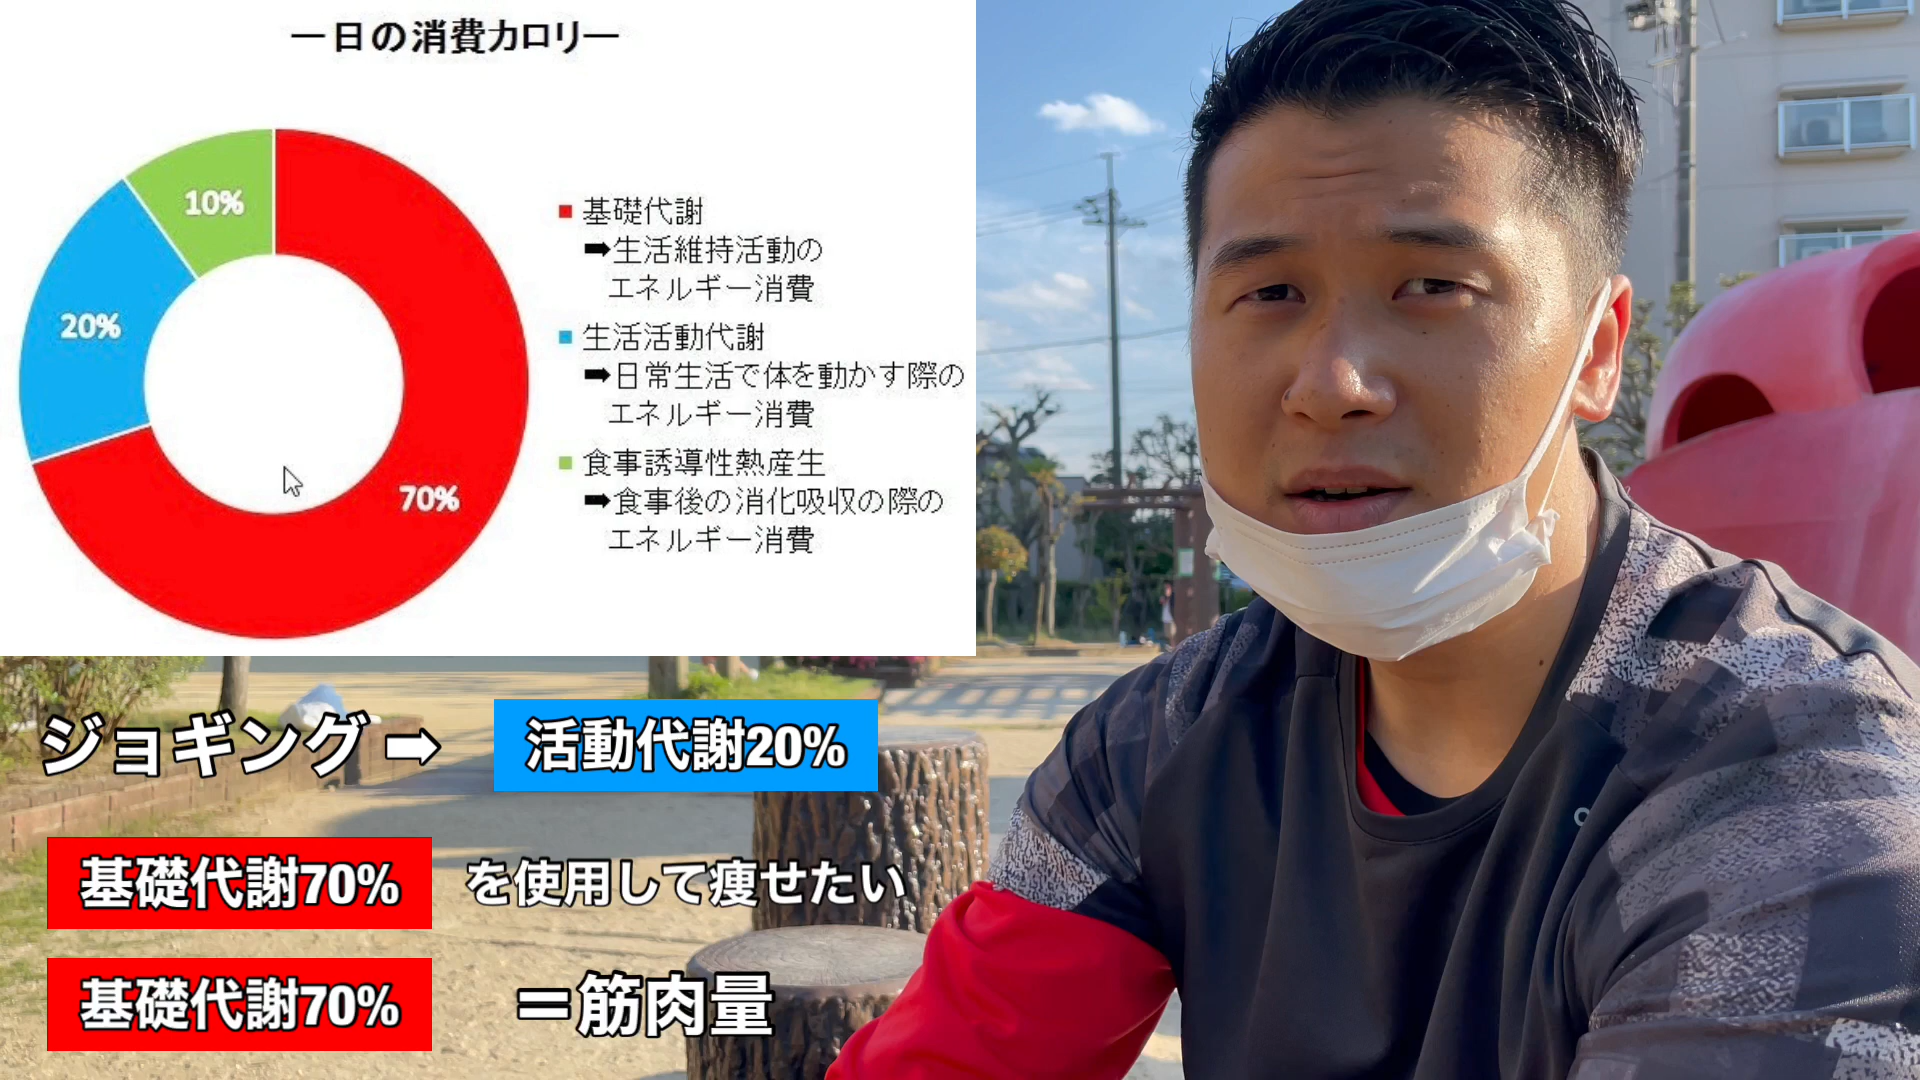 一日の消費カロリー
10%
20%
70%
■ 基礎代謝
➡生活維持活動の
エネルギー消費
■ 生活活動代謝
➡日常生活で体を動かす際の
エネルギー消費
■ 食事誘導性熱産生
➡食事後の消化吸収の際の
エネルギー消費
ジョギング➡ 活動代謝20%
基礎代謝70% を使用して痩せたい
基礎代謝70% ＝筋肉量